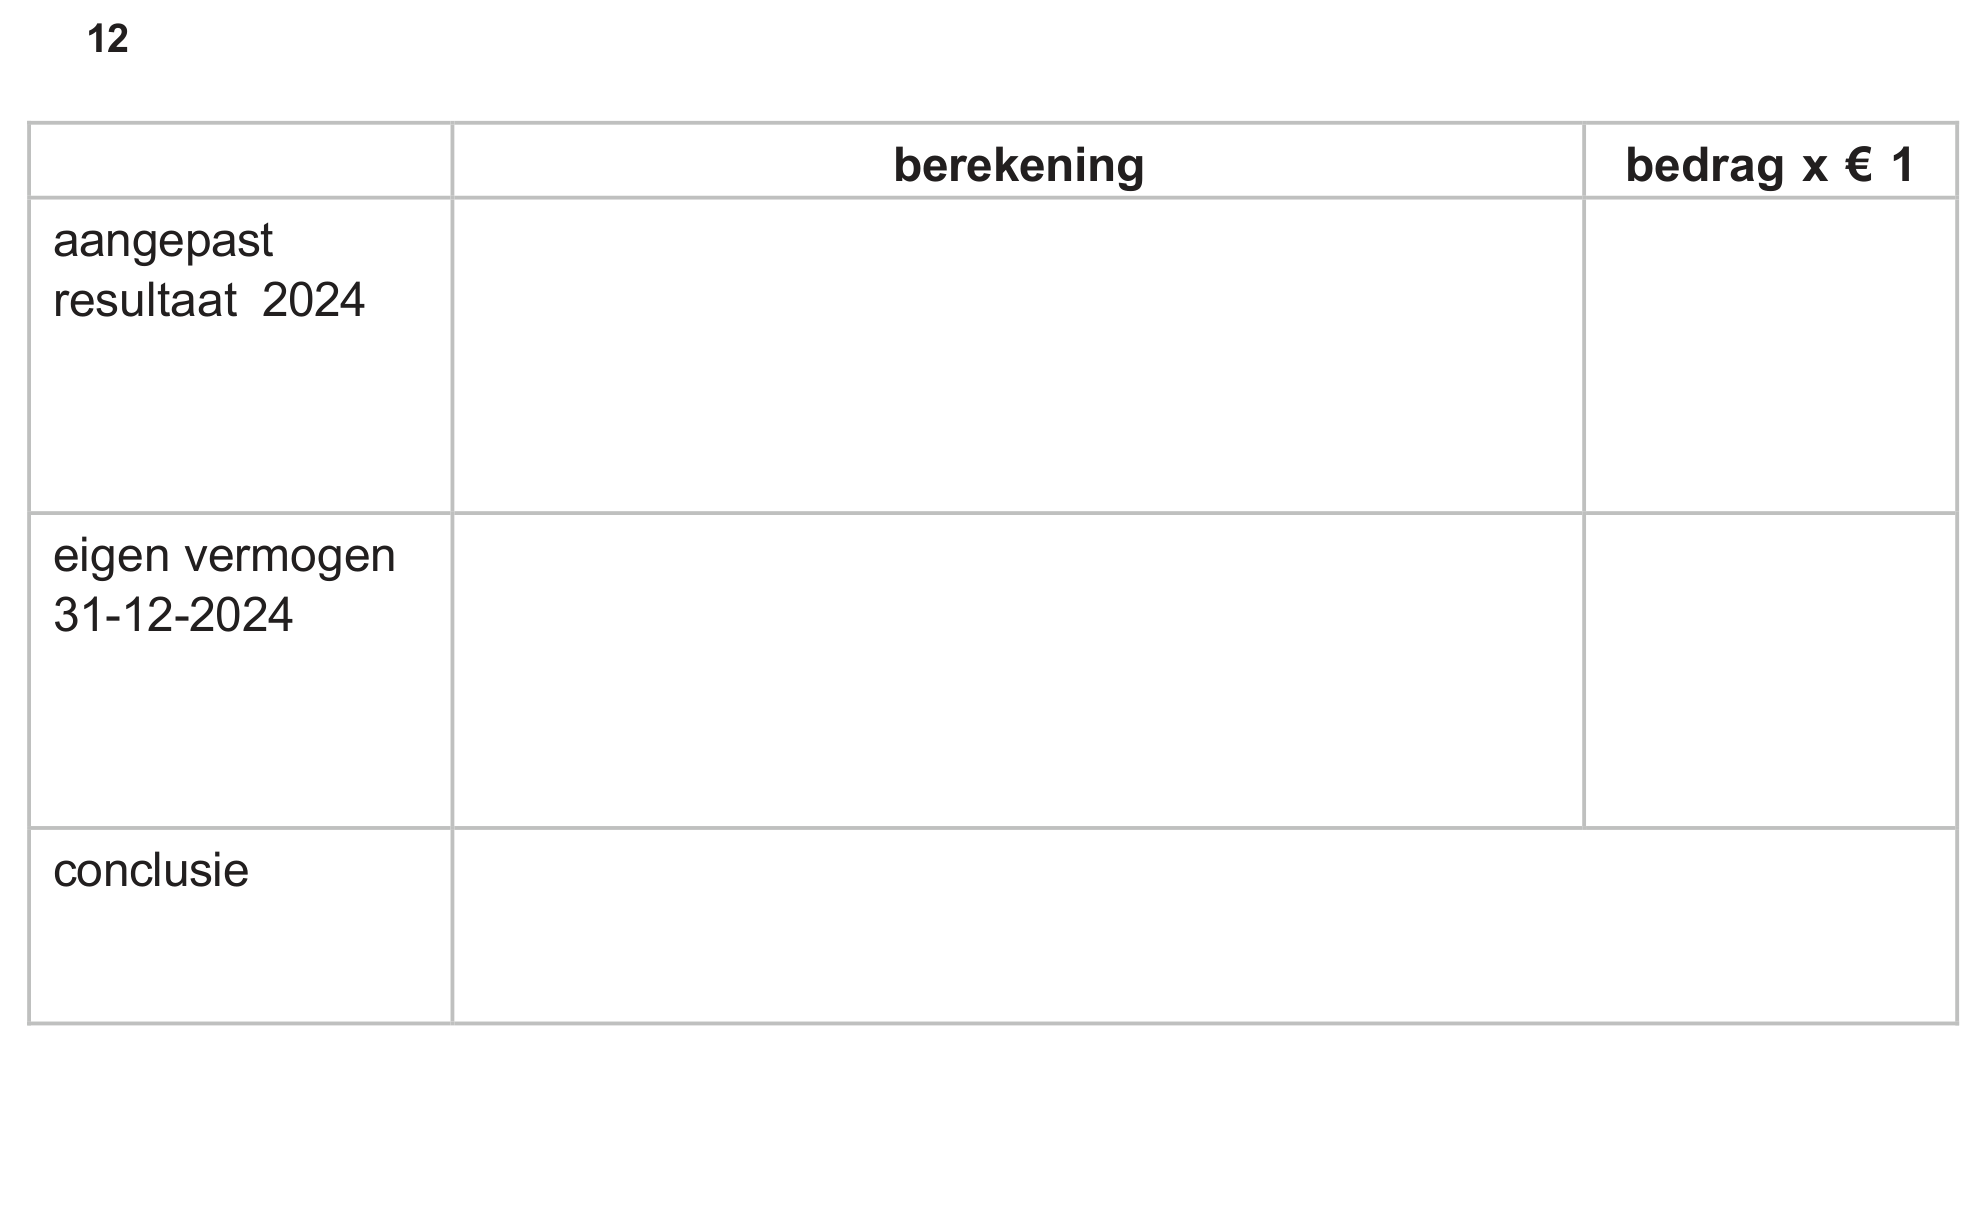 12
berekening bedrag x € 1
aangepast
resultaat 2024
eigen vermogen
31-12-2024
conclusie